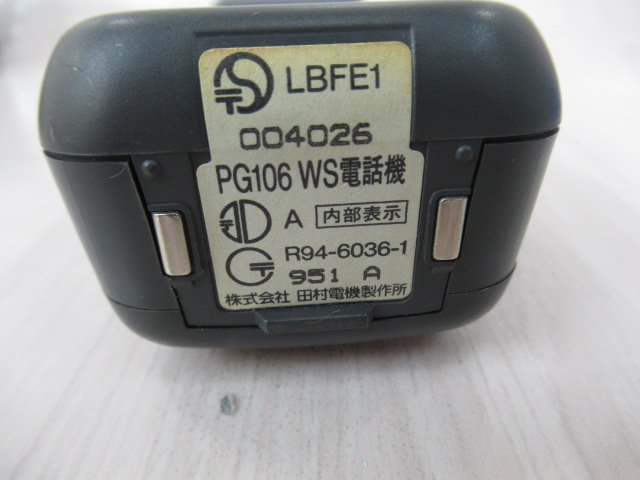 LBFE1
004026
PG106 WS電話機
A 内部表示
R94-6036-1
951 A
株式会社 田村電機製作所